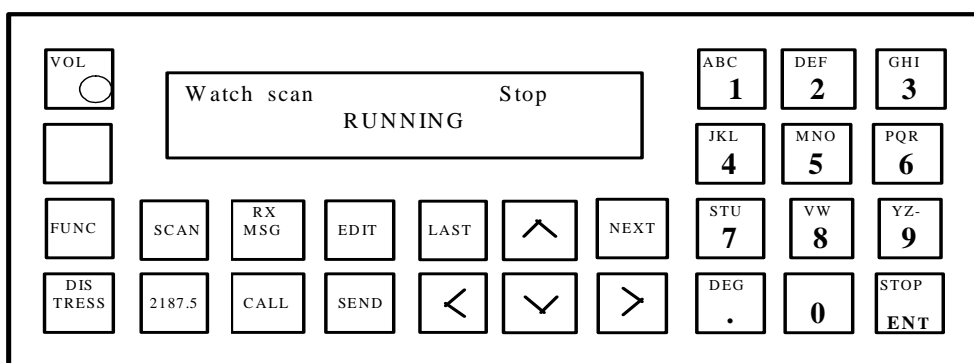 VOL
Watch scan Stop
RUNNING
ABC
1
DEF
2
GHI
3
JKL
4
MNO
5
PQR
6
FUNC
SCAN
RX
MSG
EDIT
LAST
NEXT
STU
7
VW
8
YZ-
9
DIS
TRESS
2187.5
CALL
SEND
DEG
.
0
STOP
ENT